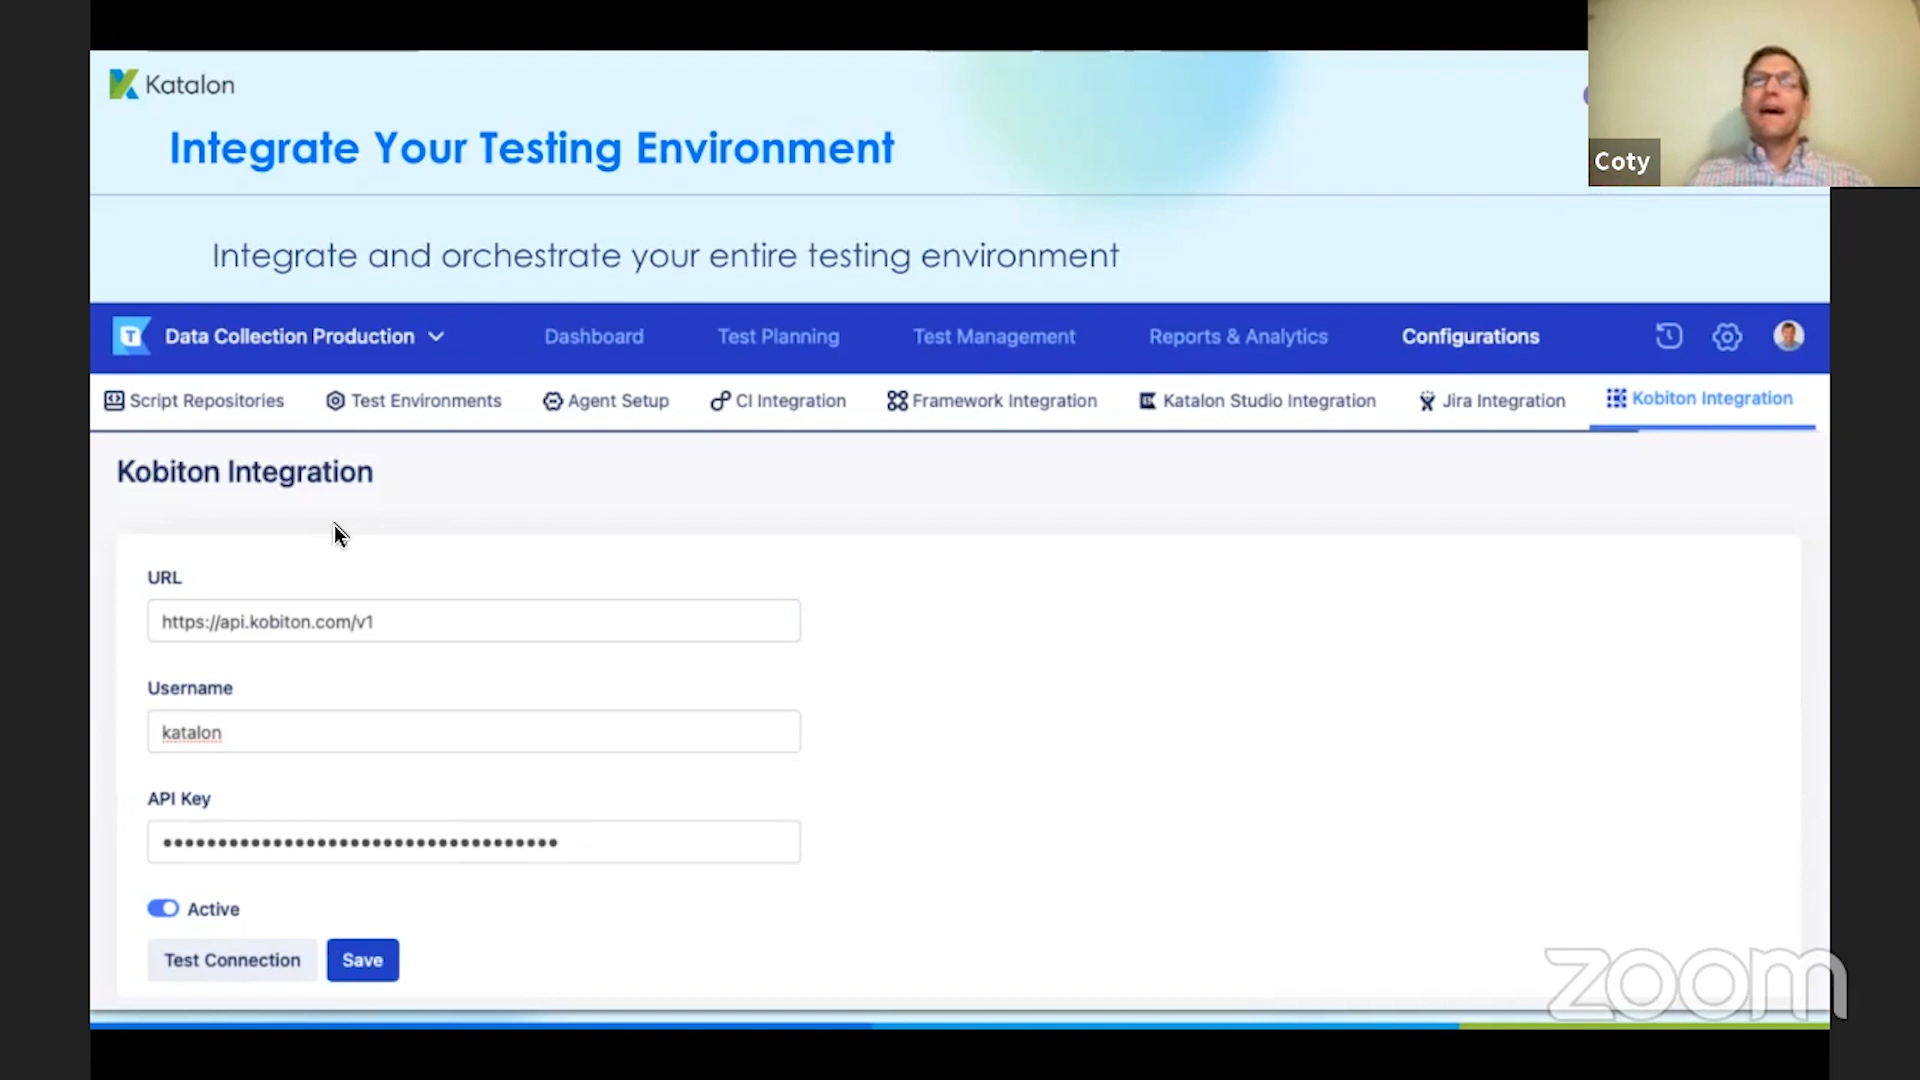 Katalon
Integrate Your Testing Environment
Coty
Integrate and orchestrate your entire testing environment
Data Collection Production Dashboard Test Planning Test Management Reports & Analytics Configurations
Script Repositories Test Environments Agent Setup CI Integration Framework Integration Katalon Studio Integration Jira Integration Kobiton Integration
Kobiton Integration
URL
https://api.kobiton.com/v1
Username
katalon
API Key
••••••••••••••••••••••••••••••••••••
Active
Test Connection Save
zoom